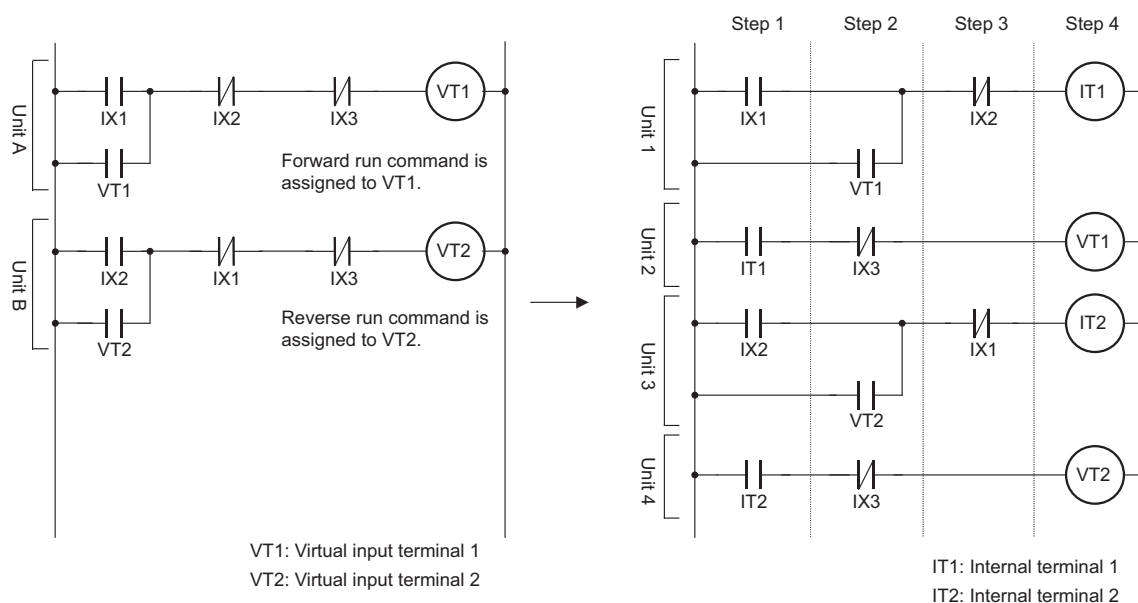 Step 1 Step 2 Step 3 Step 4
Unit A
IX1 IX2 IX3 VT1
VT1
Forward run command is
assigned to VT1.
Unit B
IX2 IX1 IX3 VT2
VT2
Reverse run command is
assigned to VT2.
VT1: Virtual input terminal 1
VT2: Virtual input terminal 2
Unit 1
IX1 IX2 IT1
VT1
Unit 2
IT1 IX3 VT1
Unit 3
IX2 IX1 IT2
VT2
Unit 4
IT2 IX3 VT2
IT1: Internal terminal 1
IT2: Internal terminal 2